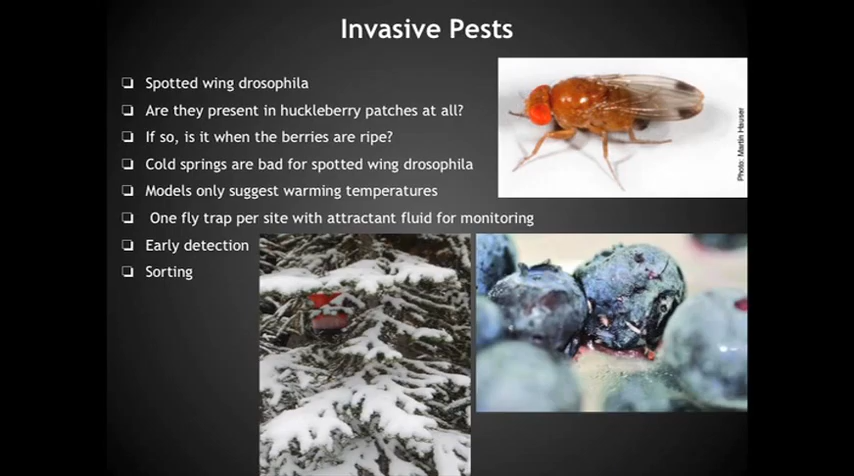 Invasive Pests
Spotted wing drosophila
Are they present in huckleberry patches at all?
If so, is it when the berries are ripe?
Cold springs are bad for spotted wing drosophila
Models only suggest warming temperatures
One fly trap per site with attractant fluid for monitoring
Early detection
Sorting
Photo: Martin Hauser